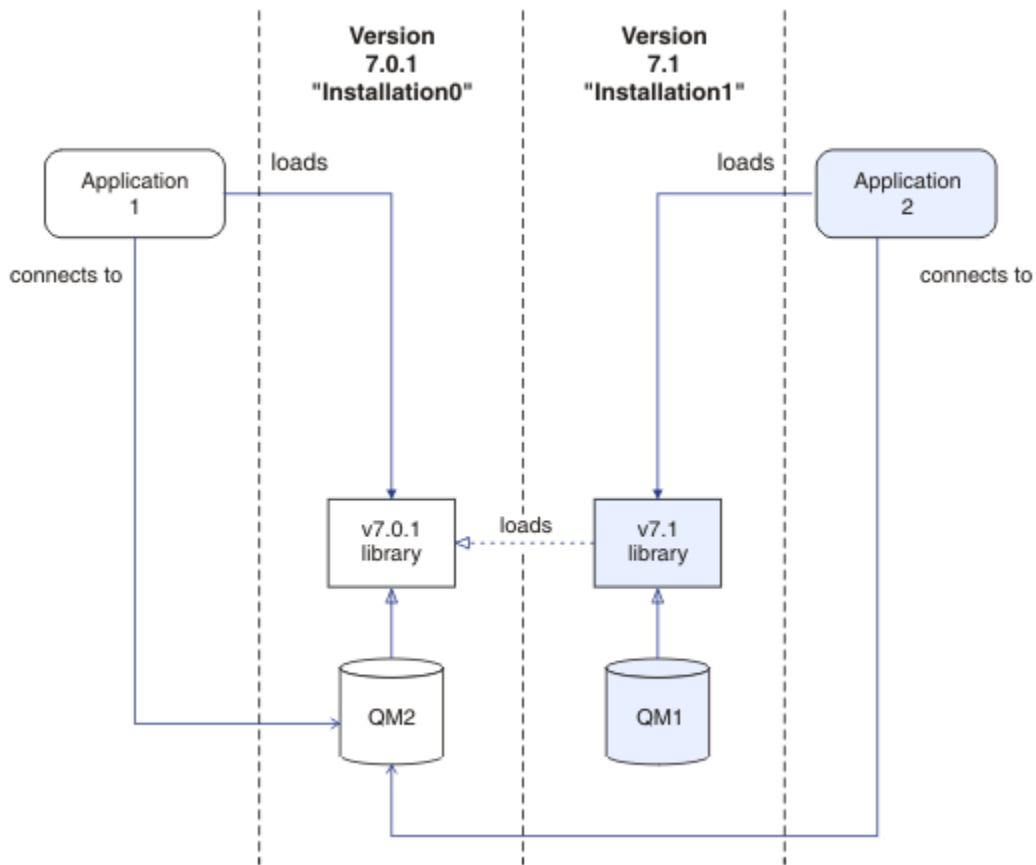 Version
7.0.1
"Installation0"
Version
7.1
"Installation1"
loads
loads
Application
1
Application
2
connects to
connects to
v7.0.1
library
loads
v7.1
library
QM2
QM1